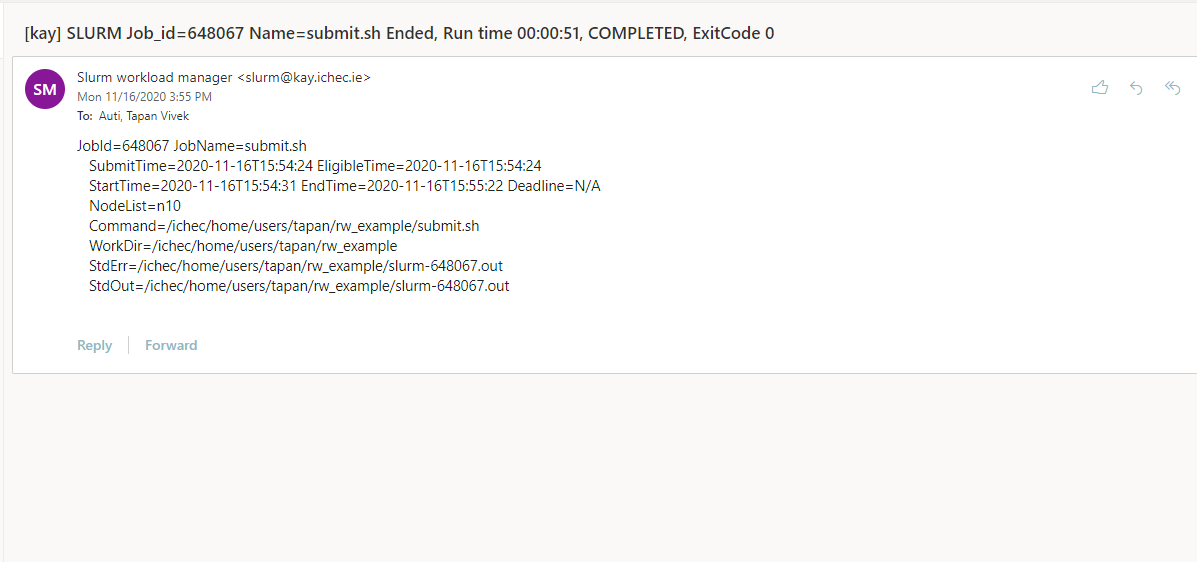 [kay] SLURM Job_id=648067 Name=submit.sh Ended, Run time 00:00:51, COMPLETED, ExitCode 0
SM
Slurm workload manager <slurm@kay.ichec.ie>
Mon 11/16/2020 3:55 PM
To: Auti, Tapan Vivek
JobId=648067 JobName=submit.sh
SubmitTime=2020-11-16T15:54:24 EligibleTime=2020-11-16T15:54:24
StartTime=2020-11-16T15:54:31 EndTime=2020-11-16T15:55:22 Deadline=N/A
NodeList=n10
Command=/ichec/home/users/tapan/rw_example/submit.sh
WorkDir=/ichec/home/users/tapan/rw_example
StdErr=/ichec/home/users/tapan/rw_example/slurm-648067.out
StdOut=/ichec/home/users/tapan/rw_example/slurm-648067.out
Reply | Forward